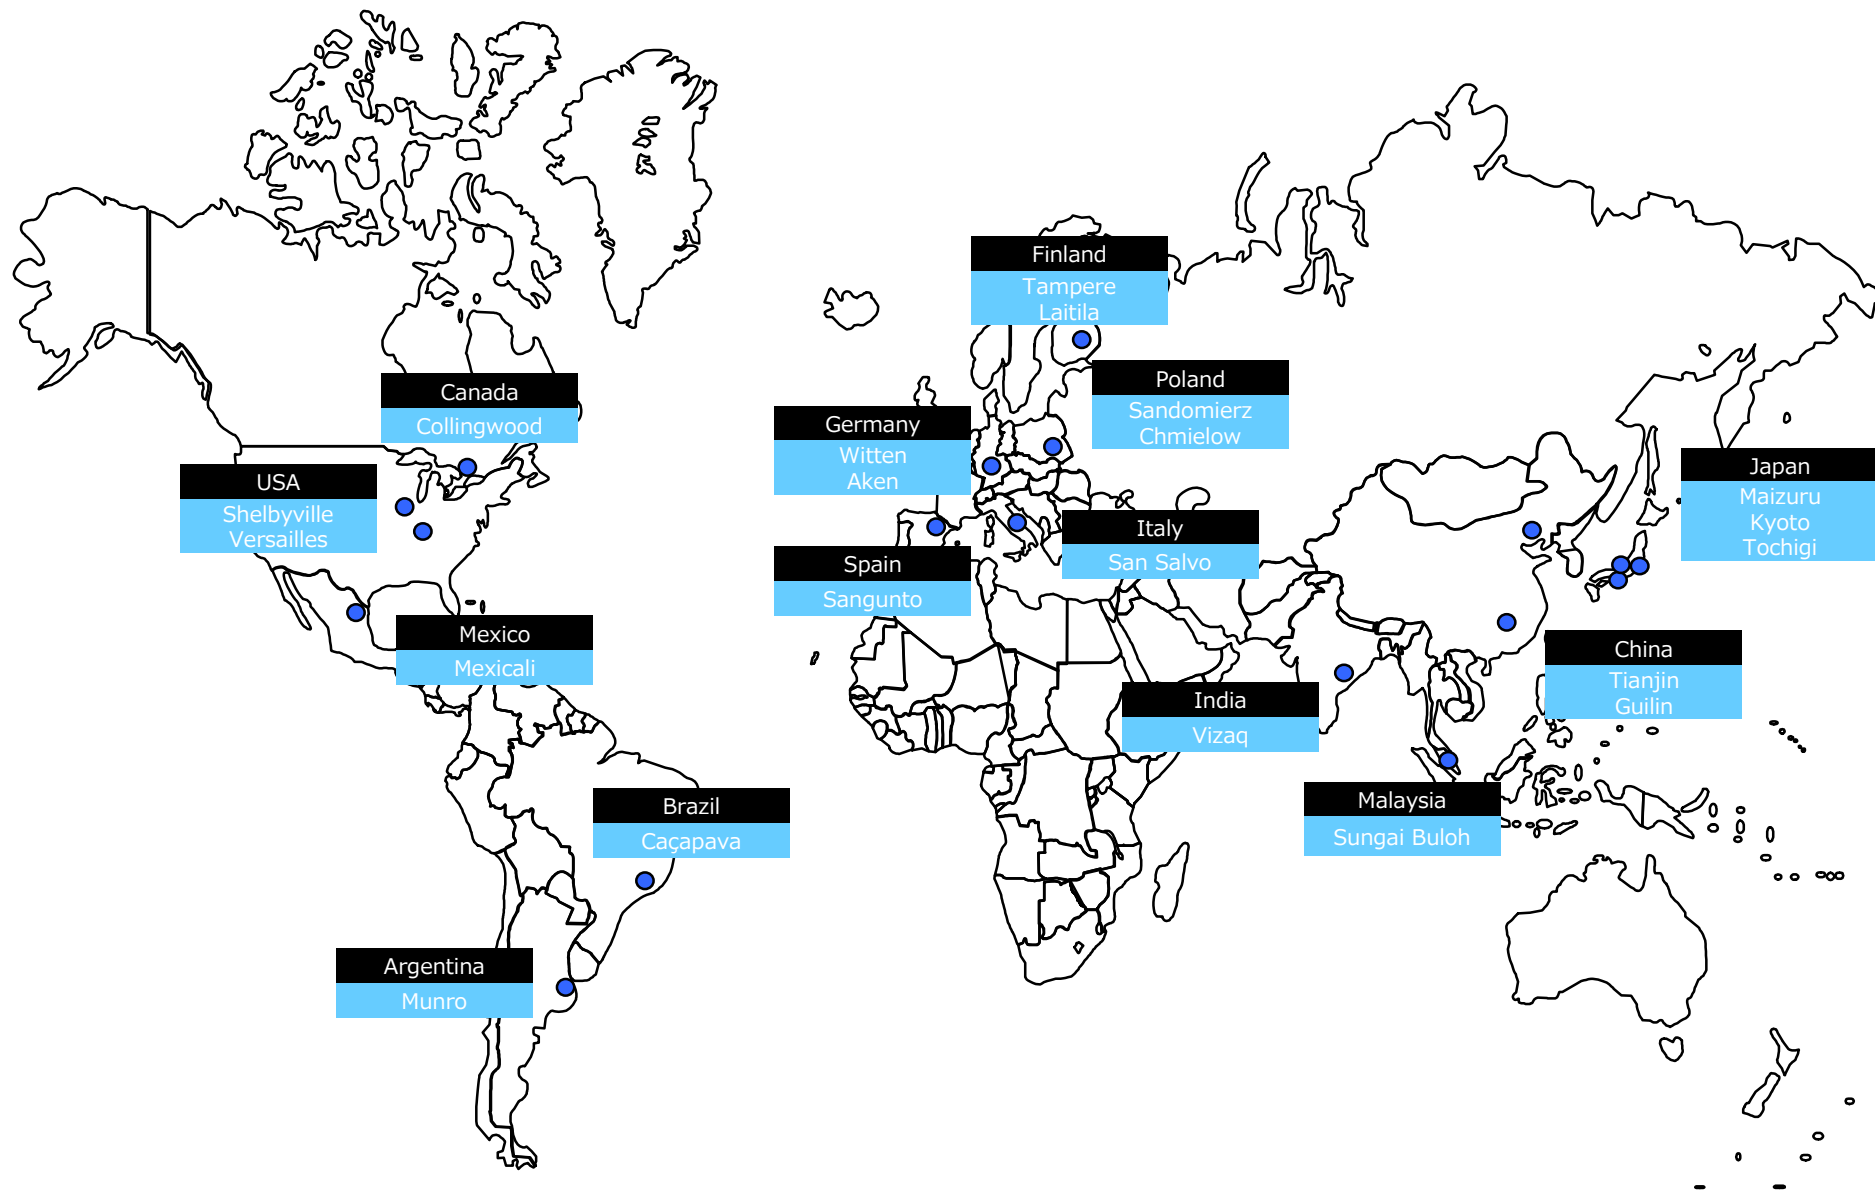 Finland
Tampere
Laitila
Canada
Collingwood
Poland
Sandomierz
Chmielow
Germany
Witten
Aken
USA
Shelbyville
Versailles
Japan
Maizuru
Kyoto
Tochigi
Italy
San Salvo
Spain
Sangunto
Mexico
Mexicali
China
Tianjin
Guilin
India
Vizaq
Brazil
Caçapava
Malaysia
Sungai Buloh
Argentina
Munro